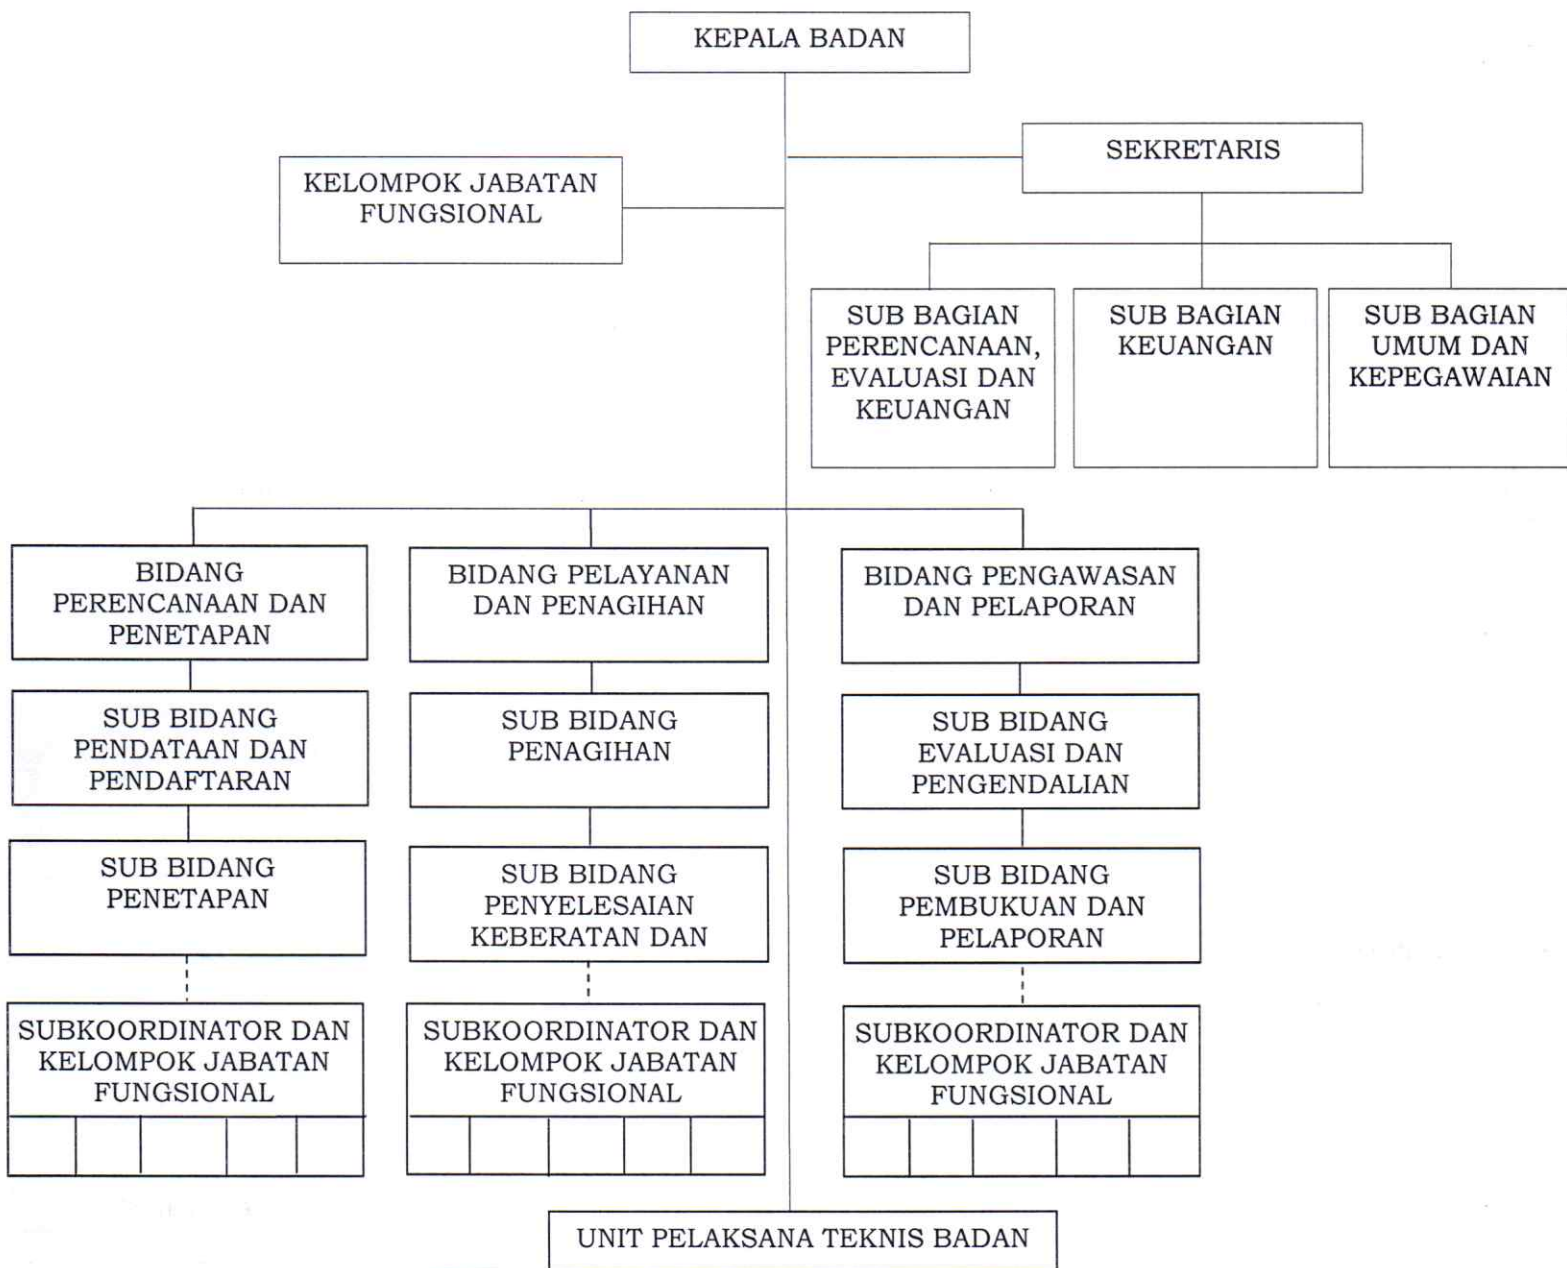 KEPALA BADAN
SEKRETARIS
KELOMPOK JABATAN
FUNGSIONAL
SUB BAGIAN
PERENCANAAN,
EVALUASI DAN
KEUANGAN
SUB BAGIAN
KEUANGAN
SUB BAGIAN
UMUM DAN
KEPEGAWAIAN
BIDANG
PERENCANAAN DAN
PENETAPAN
BIDANG PELAYANAN
DAN PENAGIHAN
BIDANG PENGAWASAN
DAN PELAPORAN
SUB BIDANG
PENDATAAN DAN
PENDAFTARAN
SUB BIDANG
PENAGIHAN
SUB BIDANG
EVALUASI DAN
PENGENDALIAN
SUB BIDANG
PENETAPAN
SUB BIDANG
PENYELESAIAN
KEBERATAN DAN
SUB BIDANG
PEMBUKUAN DAN
PELAPORAN
SUBKOORDINATOR DAN
KELOMPOK JABATAN
FUNGSIONAL
SUBKOORDINATOR DAN
KELOMPOK JABATAN
FUNGSIONAL
SUBKOORDINATOR DAN
KELOMPOK JABATAN
FUNGSIONAL
UNIT PELAKSANA TEKNIS BADAN